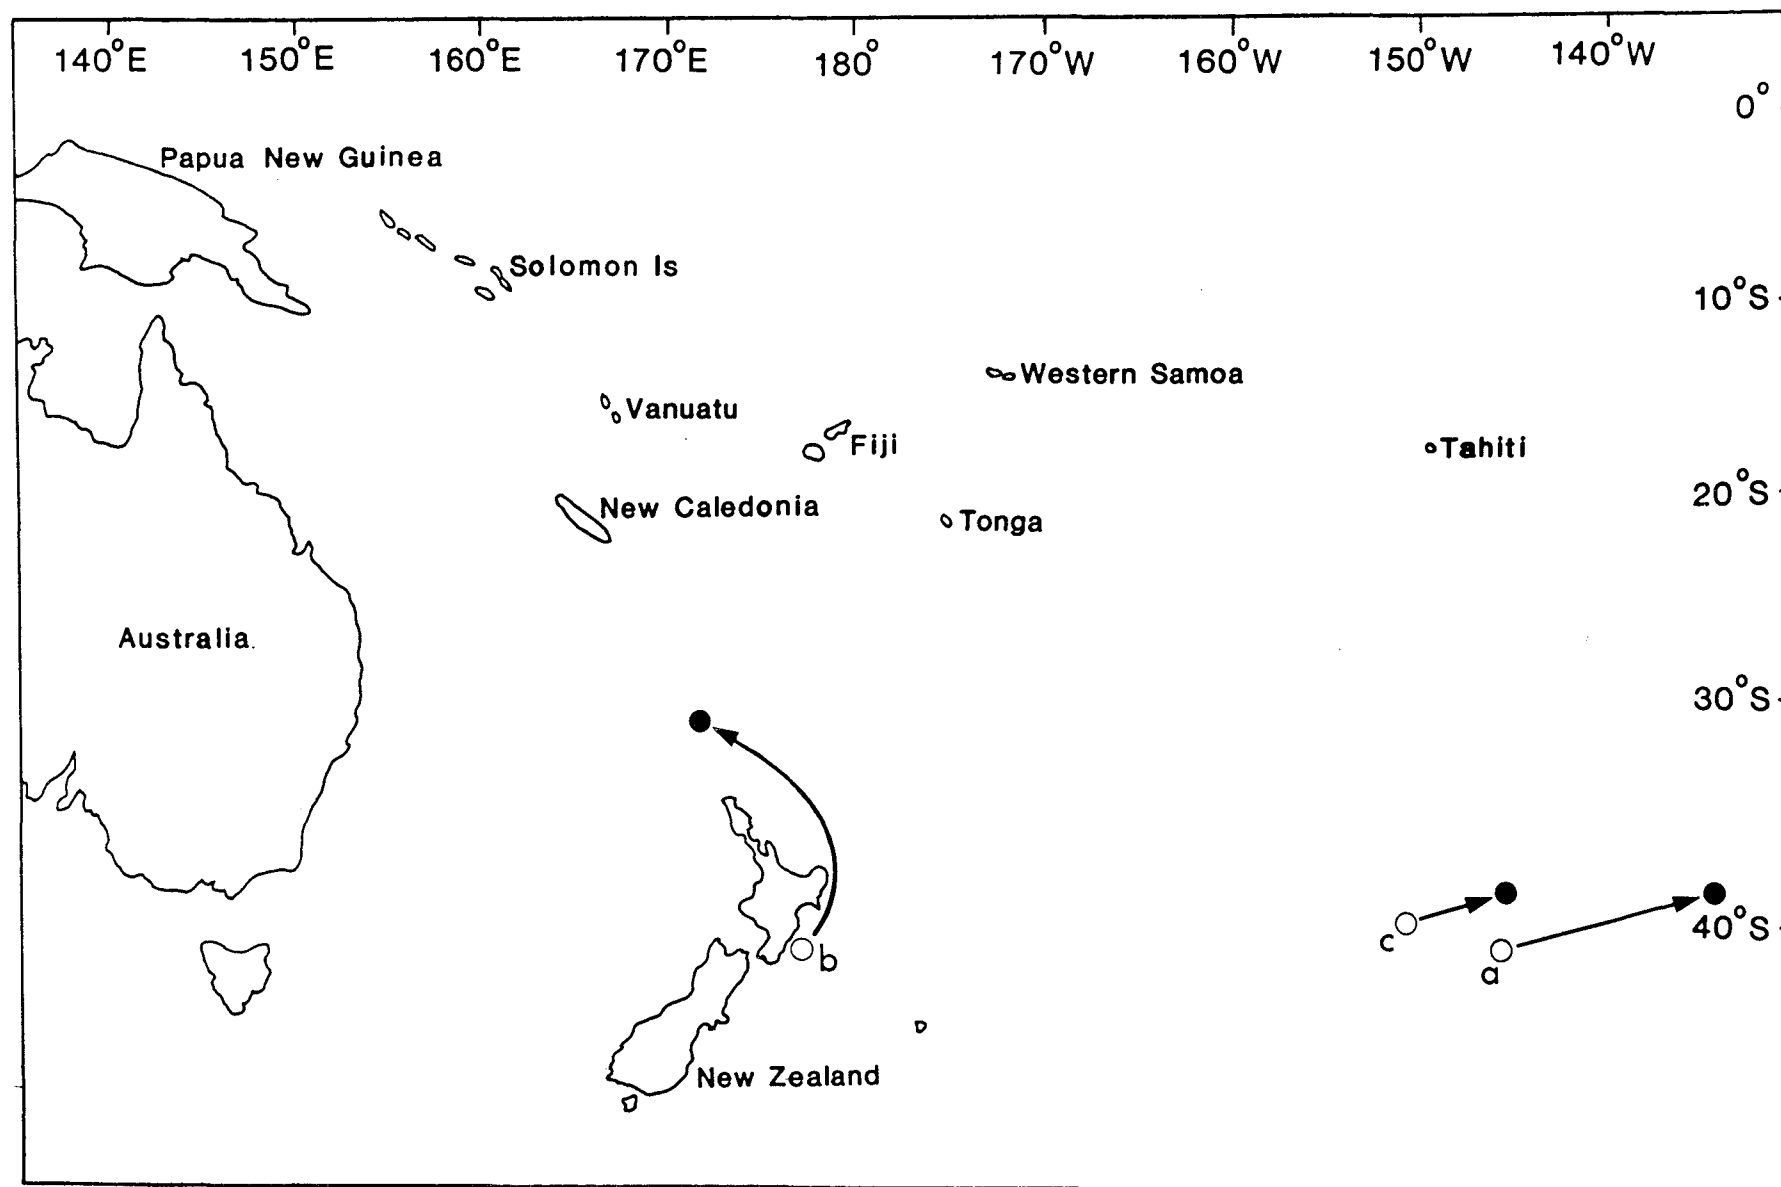 140°E 150°E 160°E 170°E 180° 170°W 160°W 150°W 140°W
0°
Papua New Guinea
Solomon Is
10°S
Western Samoa
Vanuatu
Fiji
Tahiti
20°S
New Caledonia
Tonga
Australia
30°S
40°S
c
b
a
New Zealand